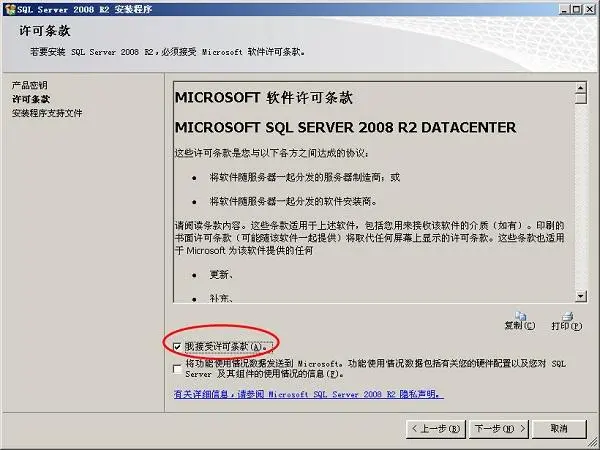 SQL Server 2008 R2 安装程序
许可条款
若要安装 SQL Server 2008 R2,必须接受 Microsoft 软件许可条款。
产品密钥
许可条款
安装程序支持文件
MICROSOFT 软件许可条款
MICROSOFT SQL SERVER 2008 R2 DATACENTER
这些许可条款是您与以下各方之间达成的协议：
• 将软件随服务器一起分发的服务器制造商；或
• 将软件随服务器一起分发的软件安装商。
请阅读条款内容。这些条款适用于上述软件，包括您用来接收该软件的介质（如有）。印刷的
书面许可条款（可能随该软件一起提供）将取代任何屏幕上显示的许可条款。这些条款也适用
于 Microsoft 为该软件提供的任何
• 更新、
• 补充、
复制(C) 打印(P)
我接受许可条款(A)。
将功能使用情况数据发送到 Microsoft。功能使用情况数据包括有关您的硬件配置以及您对 SQL
Server 及其组件的使用情况的信息(F)。
有关详细信息，请参阅 Microsoft SQL Server 2008 R2 隐私声明。
< 上一步(B) 下一步(N) > 取消